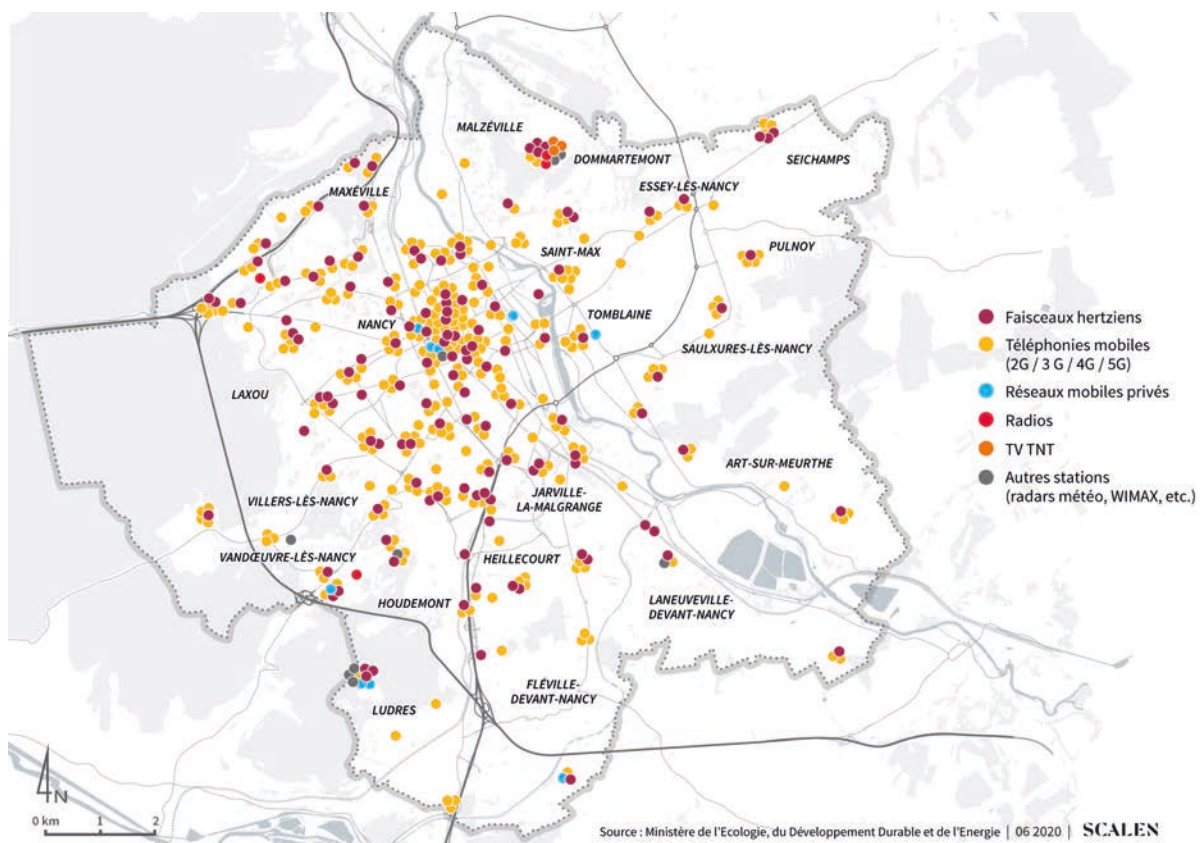 MALZÉVILLE
DOMMARTEMONT
SEICHAMPS
MAXÉVILLE
ESSEY-LÈS-NANCY
SAINT-MAX
PULNOY
NANCY
TOMBLAINE
SAULXURES-LÈS-NANCY
LAXOU
ART-SUR-MEURTHE
VILLERS-LÈS-NANCY
JARVILLE-
LA-MALGRANGE
VANDŒUVRE-LÈS-NANCY
HEILLECOURT
HOUDEMONT
LANEUVEVILLE-
DEVANT-NANCY
FLÉVILLE-
DEVANT-NANCY
LUDRES
Faisceaux hertziens
Téléphonies mobiles
(2G / 3 G / 4G / 5G)
Réseaux mobiles privés
Radios
TV TNT
Autres stations
(radars météo, WIMAX, etc.)
N
0 km 1 2
Source : Ministère de l'Ecologie, du Développement Durable et de l'Energie | 06 2020 | SCALEN